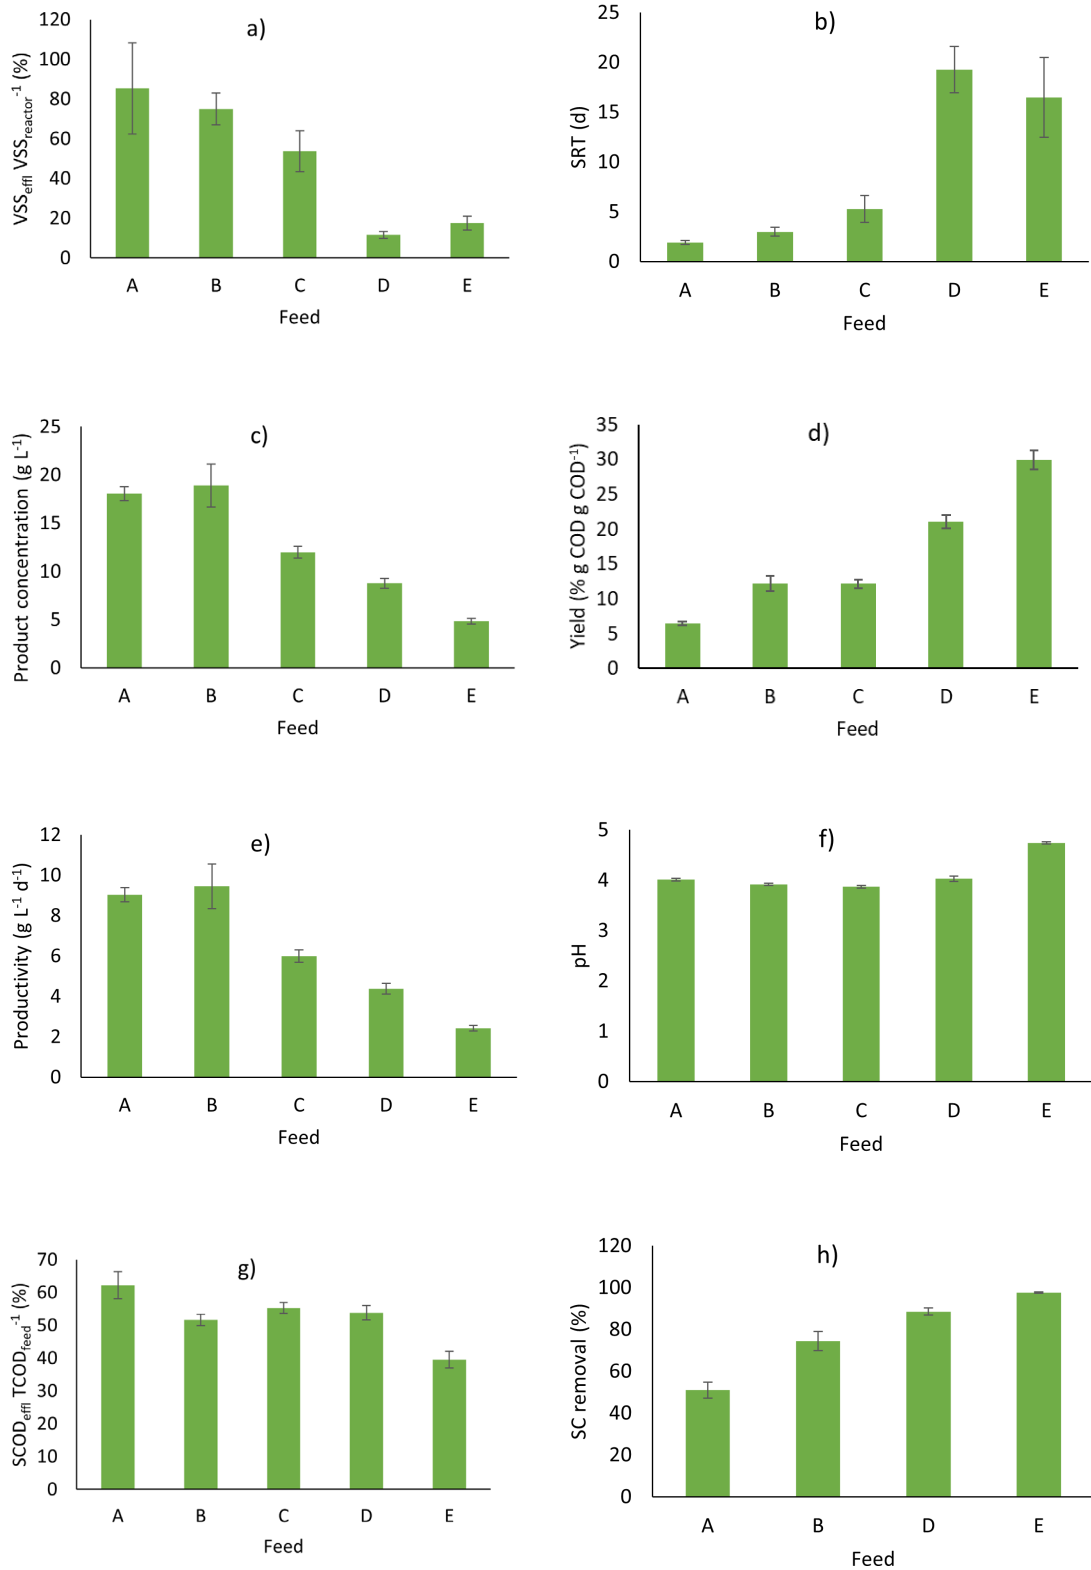 a)
VSSeffl VSSreactor-1 (%)
120
100
80
60
40
20
0
A B C D E
Feed
b)
SRT (d)
25
20
15
10
5
0
A B C D E
Feed
c)
Product concentration (g L-1)
25
20
15
10
5
0
A B C D E
Feed
d)
Yield (% g COD g COD-1)
35
30
25
20
15
10
5
0
A B C D E
Feed
e)
Productivity (g L-1 d-1)
12
10
8
6
4
2
0
A B C D E
Feed
f)
pH
5
4
3
2
1
0
A B C D E
Feed
g)
SCODeffl TCODfeed-1 (%)
70
60
50
40
30
20
10
0
A B C D E
Feed
h)
SC removal (%)
120
100
80
60
40
20
0
A B D E
Feed